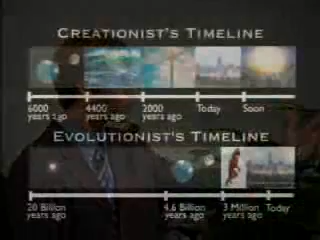 CREATIONIST'S TIMELINE
6000 years ago
4400 years ago
2000 years ago
Today
Soon
EVOLUTIONIST'S TIMELINE
20 Billion years ago
4.6 Billion years ago
3 Million years ago
Today